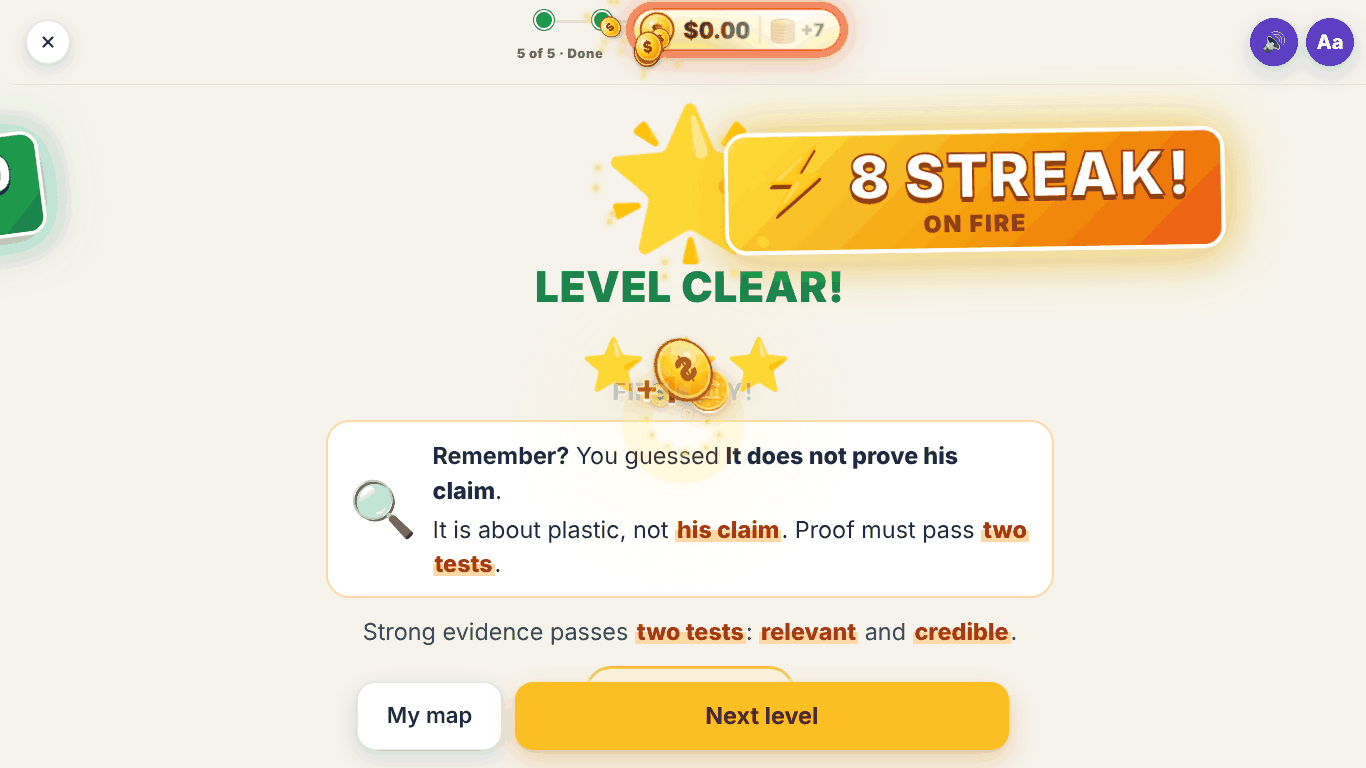 $0.00
+7
5 of 5 · Done
Aa
8 STREAK!
ON FIRE
LEVEL CLEAR!
Remember? You guessed It does not prove his
claim.
It is about plastic, not his claim. Proof must pass two
tests.
Strong evidence passes two tests: relevant and credible.
My map
Next level